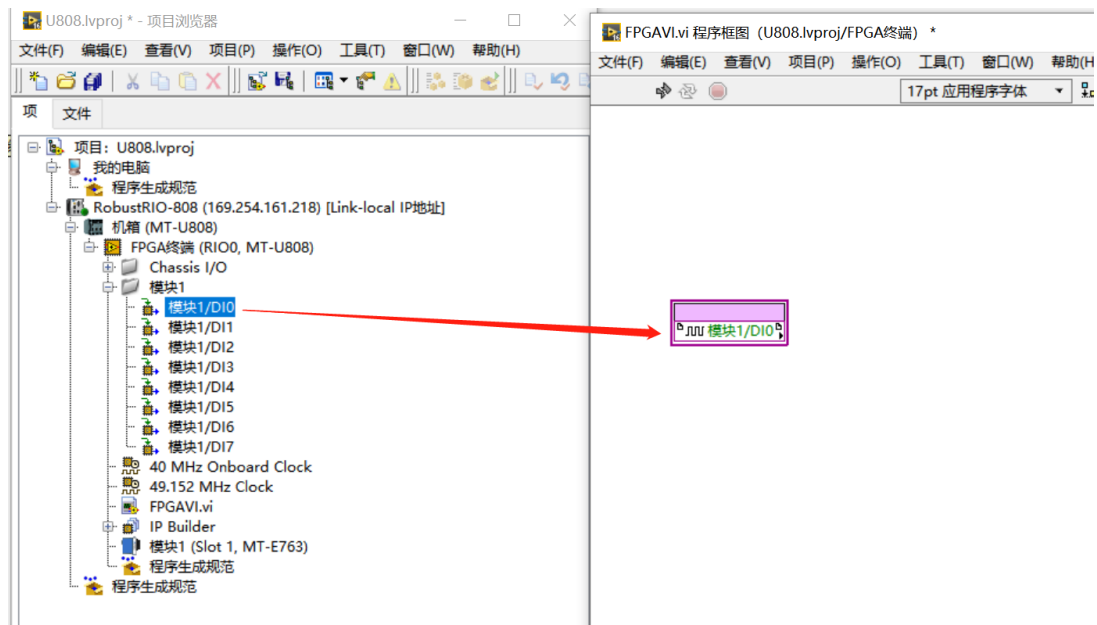 U808.lvproj * - 项目浏览器
文件(F) 编辑(E) 查看(V) 项目(P) 操作(O) 工具(T) 窗口(W) 帮助(H)
项 文件
项目：U808.lvproj
我的电脑
程序生成规范
RobustRIO-808 (169.254.161.218) [Link-local IP地址]
机箱 (MT-U808)
FPGA终端 (RIO0, MT-U808)
Chassis I/O
模块1
模块1/DI0
模块1/DI1
模块1/DI2
模块1/DI3
模块1/DI4
模块1/DI5
模块1/DI6
模块1/DI7
40 MHz Onboard Clock
49.152 MHz Clock
FPGAVI.vi
IP Builder
模块1 (Slot 1, MT-E763)
程序生成规范
程序生成规范
FPGAVI.vi 程序框图（U808.lvproj/FPGA终端） *
文件(F) 编辑(E) 查看(V) 项目(P) 操作(O) 工具(T) 窗口(W) 帮助(H
17pt 应用程序字体
模块1/DI0